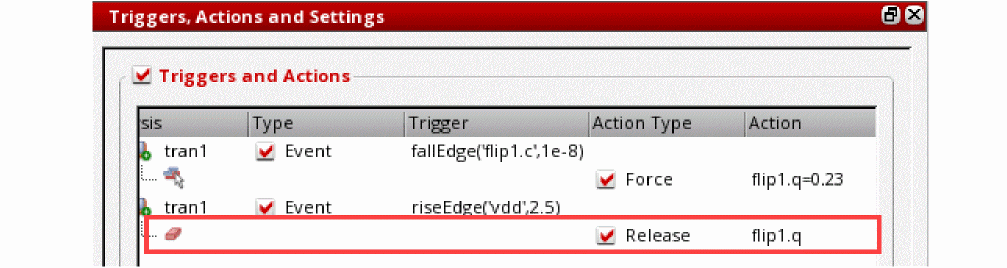 Triggers, Actions and Settings
Triggers and Actions
sis Type Trigger Action Type Action
tran1 Event fallEdge('flip1.c',1e-8)
Force flip1.q=0.23
tran1 Event riseEdge('vdd',2.5)
Release flip1.q